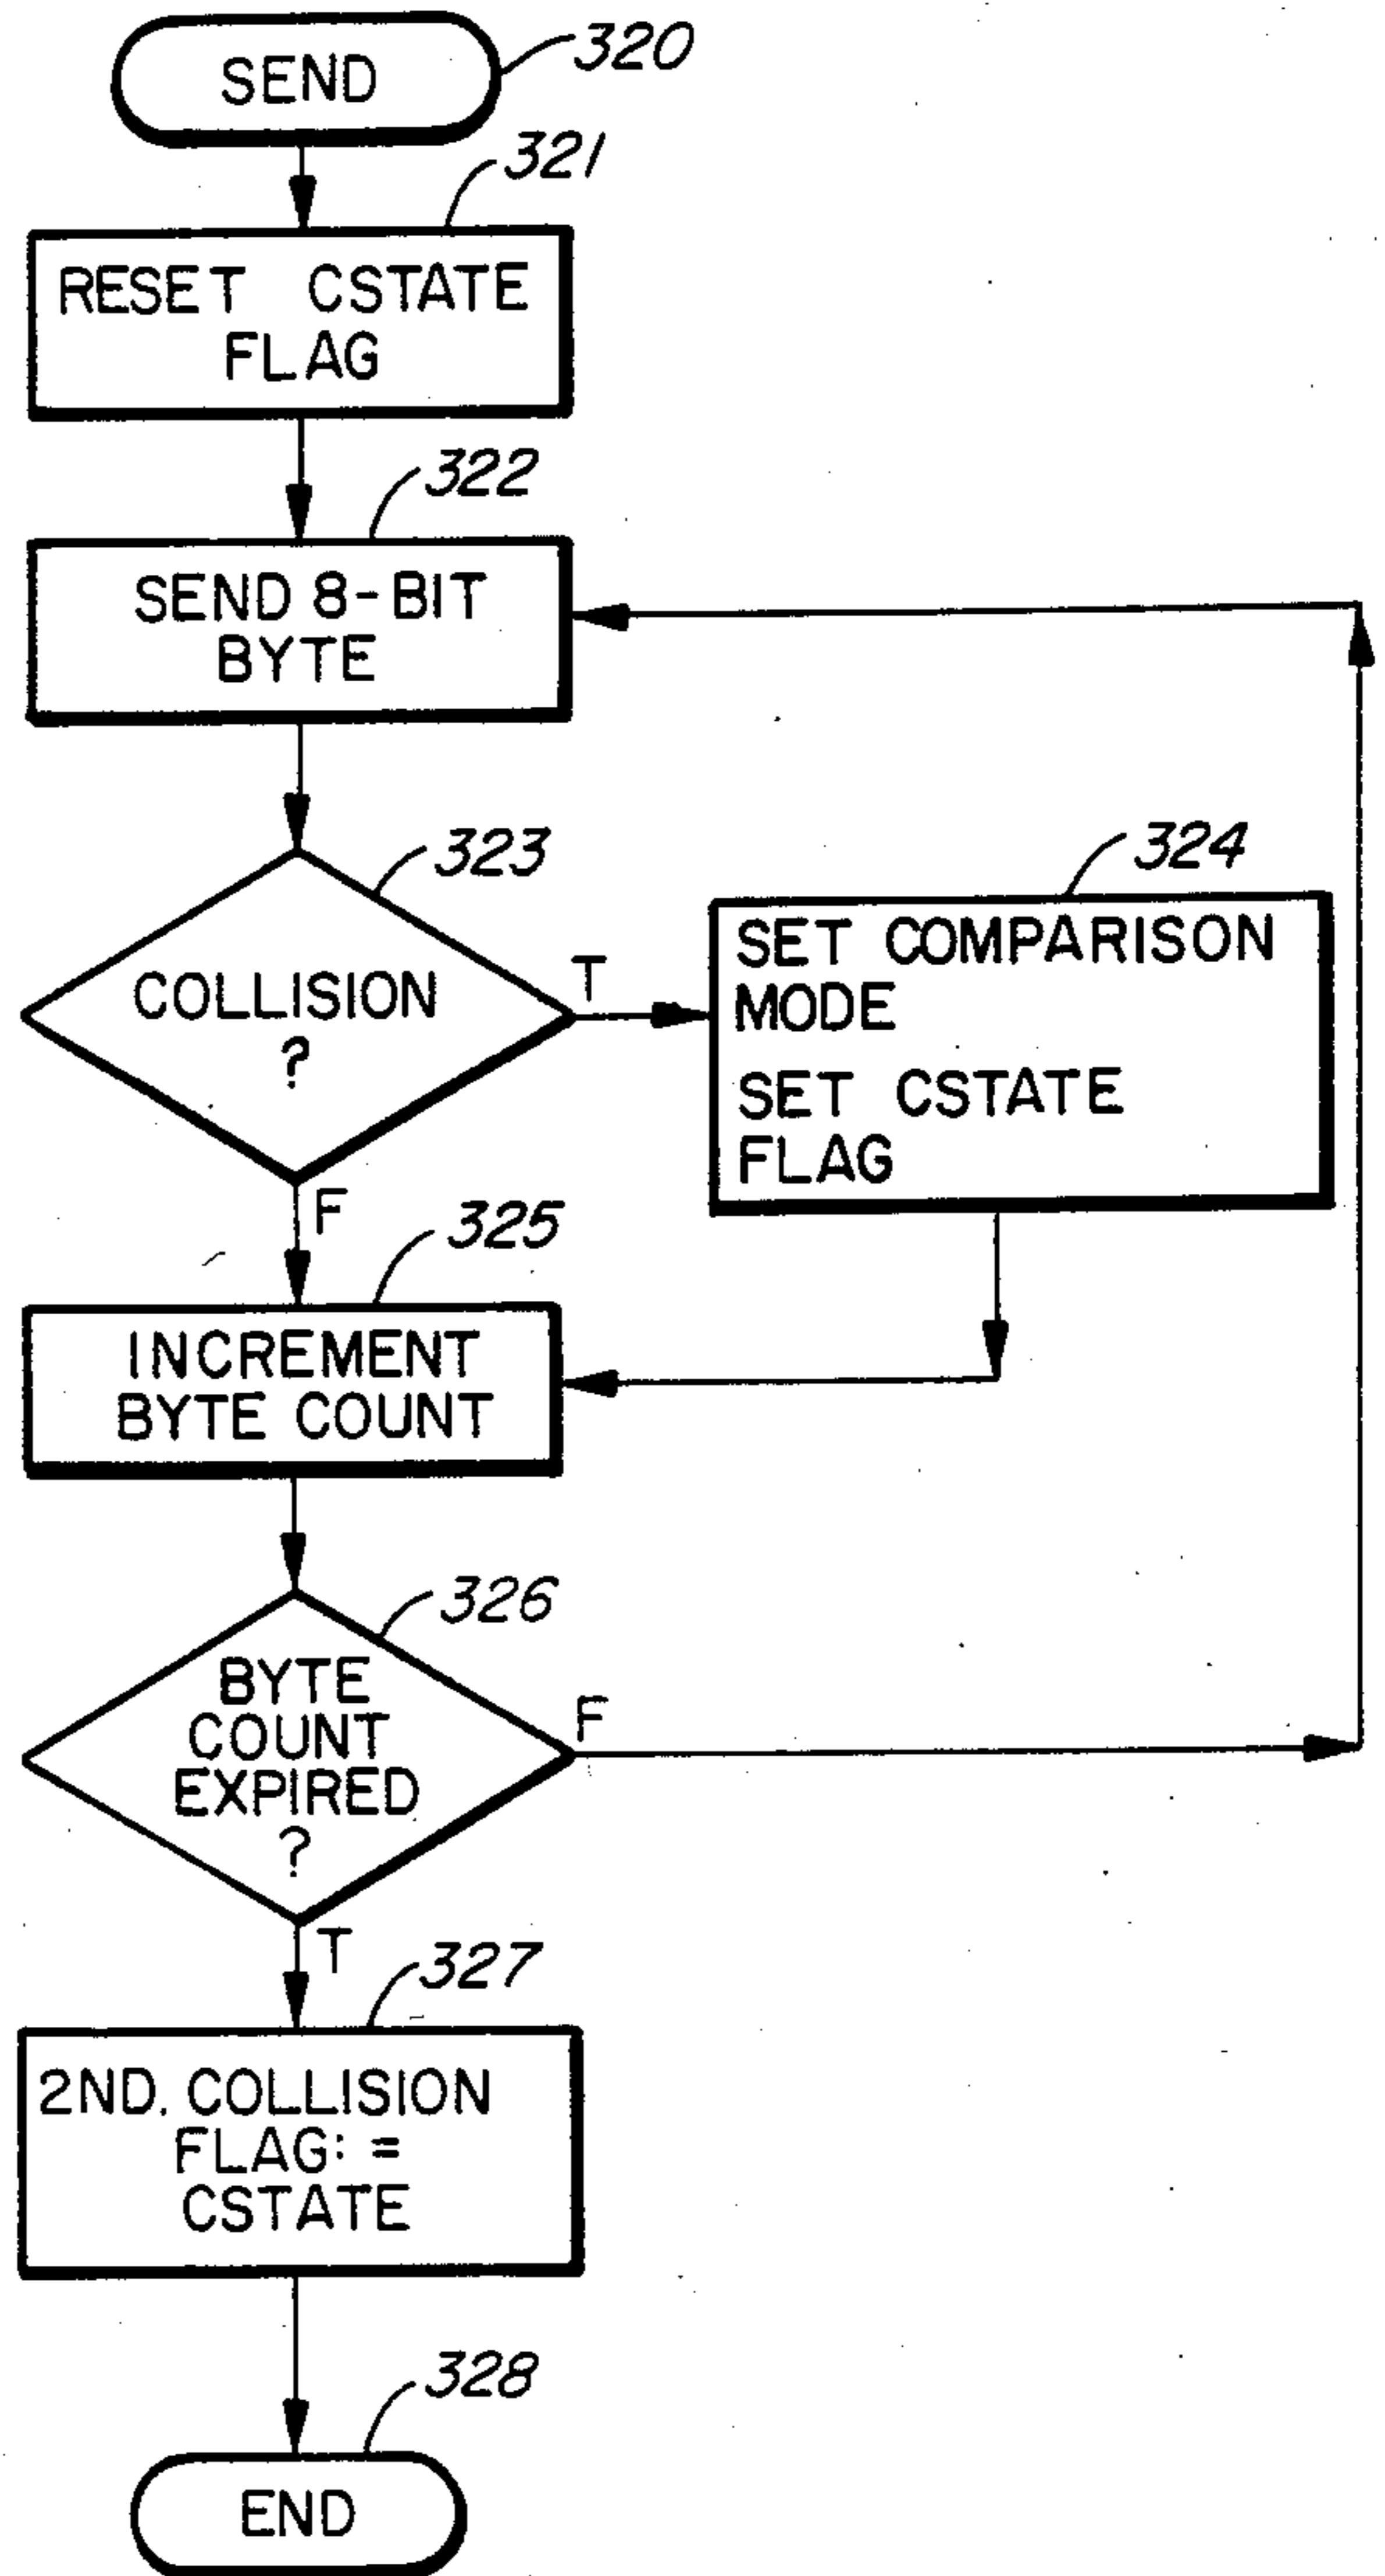 SEND
320
321
RESET CSTATE
FLAG
322
SEND 8-BIT
BYTE
323
COLLISION
?
T
324
SET COMPARISON
MODE
SET CSTATE
FLAG
F
325
INCREMENT
BYTE COUNT
326
BYTE
COUNT
EXPIRED
?
F
T
327
2ND. COLLISION
FLAG: =
CSTATE
328
END